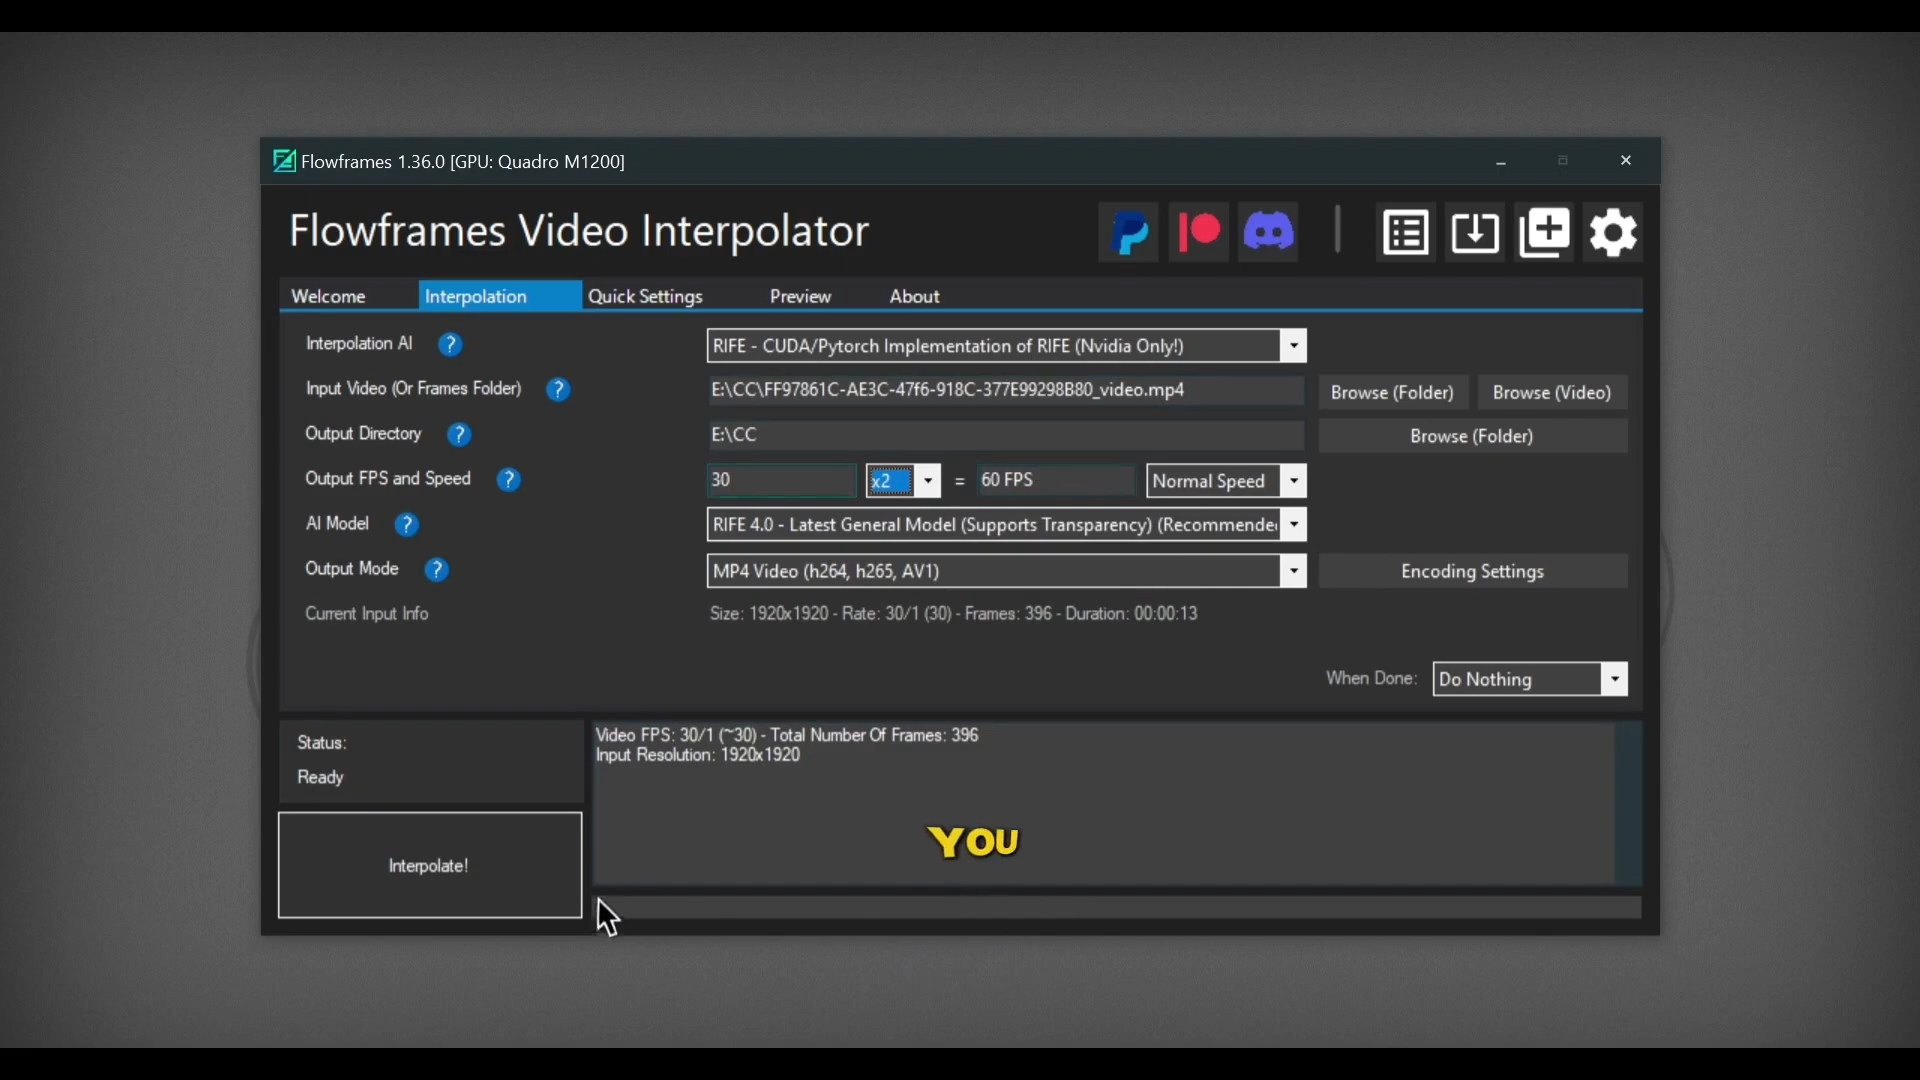 Flowframes 1.36.0 [GPU: Quadro M1200]
Flowframes Video Interpolator
Welcome Interpolation Quick Settings Preview About
Interpolation AI ? RIFE - CUDA/Pytorch Implementation of RIFE (Nvidia Only!)
Input Video (Or Frames Folder) ? E:\CC\FF97861C-AE3C-47f6-918C-377E99298B80_video.mp4 Browse (Folder) Browse (Video)
Output Directory ? E:\CC Browse (Folder)
Output FPS and Speed ? 30 x2 = 60 FPS Normal Speed
AI Model ? RIFE 4.0 - Latest General Model (Supports Transparency) (Recommende
Output Mode ? MP4 Video (h264, h265, AV1) Encoding Settings
Current Input Info Size: 1920x1920 - Rate: 30/1 (30) - Frames: 396 - Duration: 00:00:13
When Done: Do Nothing
Status:
Ready
Video FPS: 30/1 (~30) - Total Number Of Frames: 396
Input Resolution: 1920x1920
YOU
Interpolate!